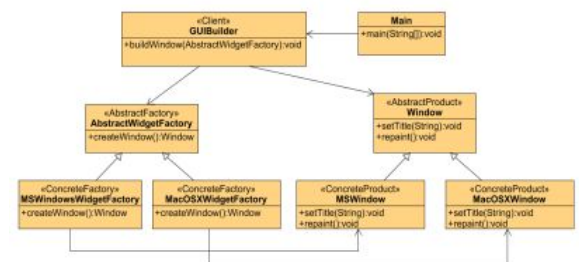 «Client»
GUIBuilder
+buildWindow(AbstractWidgetFactory):void
Main
+main(String[]):void
«AbstractFactory»
AbstractWidgetFactory
+createWindow():Window
«AbstractProduct»
Window
+setTitle(String):void
+repaint():void
«ConcreteFactory»
MSWindowsWidgetFactory
+createWindow():Window
«ConcreteFactory»
MacOSXWidgetFactory
+createWindow():Window
«ConcreteProduct»
MSWindow
+setTitle(String):void
+repaint():void
«ConcreteProduct»
MacOSXWindow
+setTitle(String):void
+repaint():void